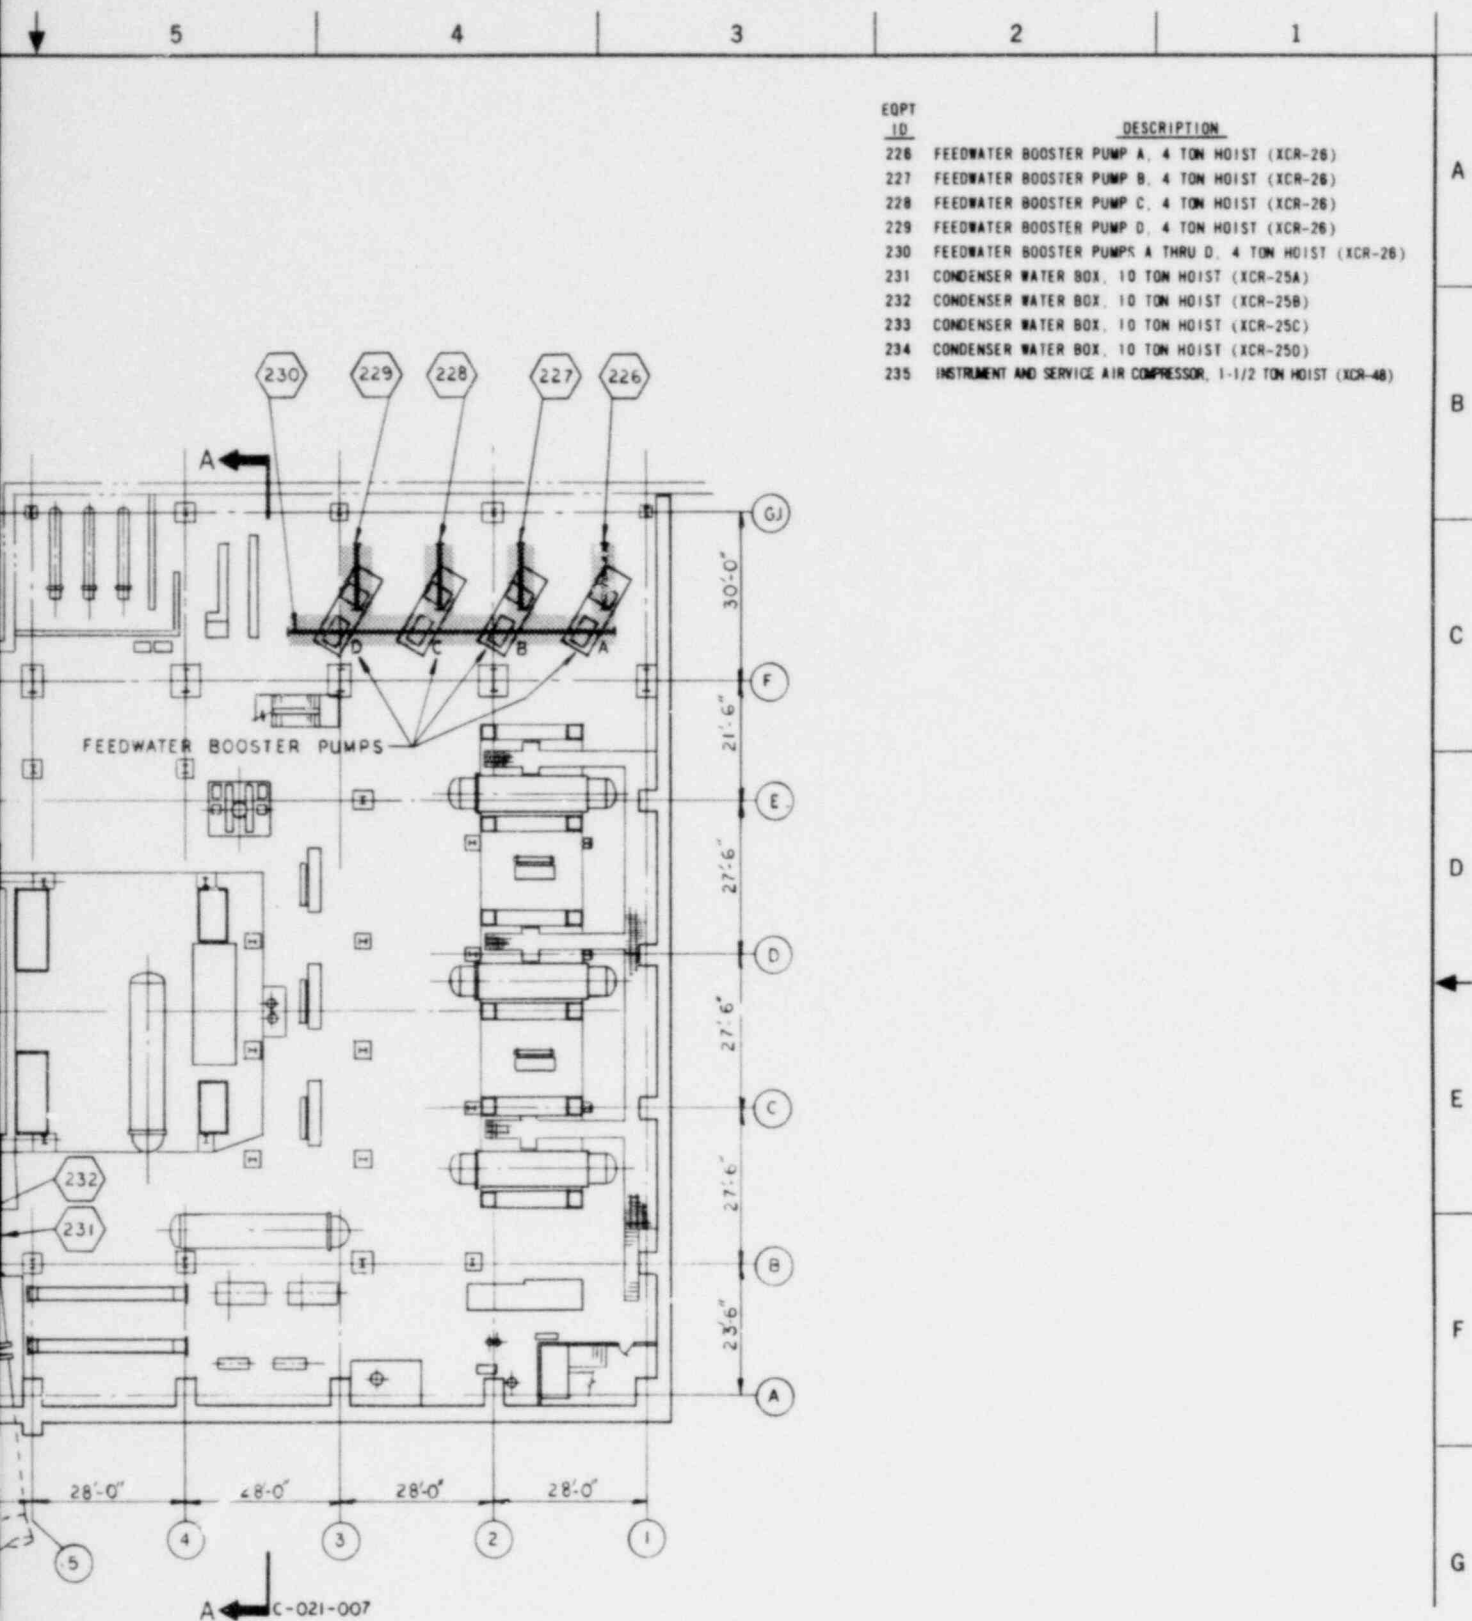 5 4 3 2 1
EQPT
ID DESCRIPTION
226 FEEDWATER BOOSTER PUMP A, 4 TON HOIST (XCR-26)
227 FEEDWATER BOOSTER PUMP B, 4 TON HOIST (XCR-26)
228 FEEDWATER BOOSTER PUMP C, 4 TON HOIST (XCR-26)
229 FEEDWATER BOOSTER PUMP D, 4 TON HOIST (XCR-26)
230 FEEDWATER BOOSTER PUMPS A THRU D, 4 TON HOIST (XCR-26)
231 CONDENSER WATER BOX, 10 TON HOIST (XCR-25A)
232 CONDENSER WATER BOX, 10 TON HOIST (XCR-25B)
233 CONDENSER WATER BOX, 10 TON HOIST (XCR-25C)
234 CONDENSER WATER BOX, 10 TON HOIST (XCR-25D)
235 INSTRUMENT AND SERVICE AIR COMPRESSOR, 1-1/2 TON HOIST (XCR-48)
A
B
C
D
E
F
G
230 229 228 227 226
A
GJ
30'-0"
D C B A
F
21'-6"
FEEDWATER BOOSTER PUMPS
E
27'-6"
D
27'-6"
C
232
27'-6"
231
B
23'6"
A
28'-0" 28'-0" 28'-0" 28'-0"
5 4 3 2 1
A C-021-007